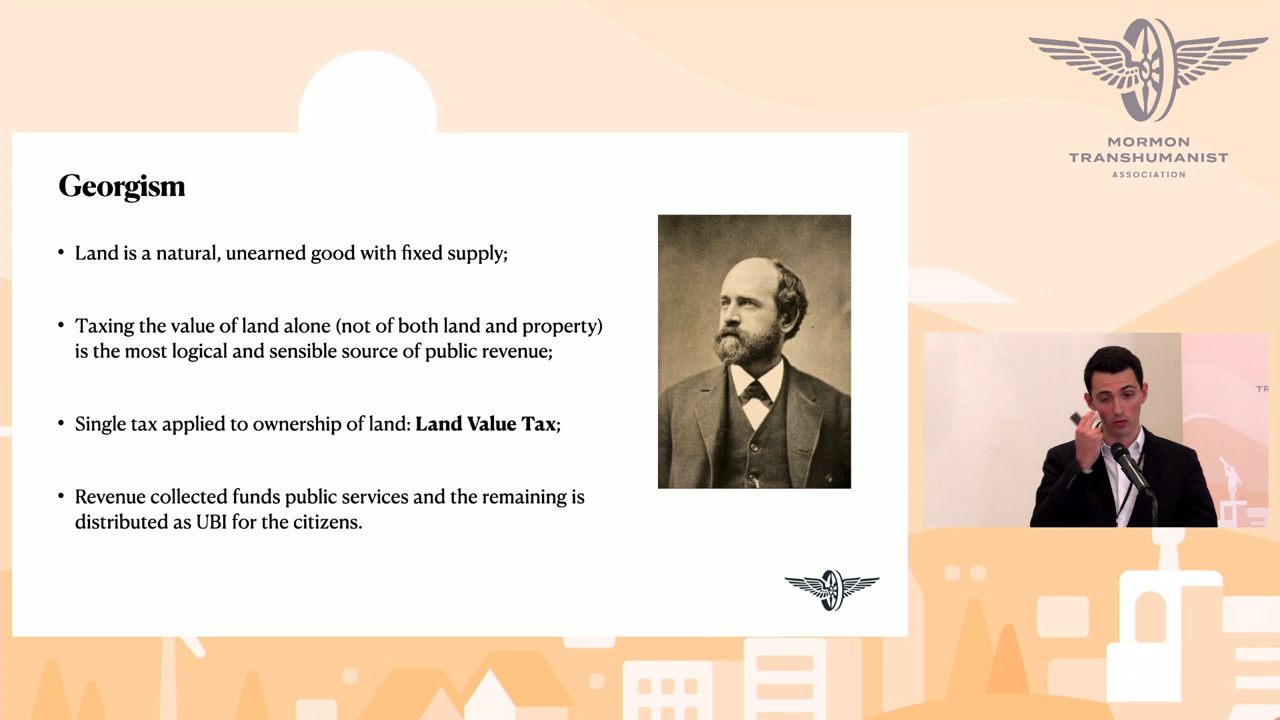 MORMON
TRANSHUMANIST
ASSOCIATION
Georgism
• Land is a natural, unearned good with fixed supply;
• Taxing the value of land alone (not of both land and property)
is the most logical and sensible source of public revenue;
• Single tax applied to ownership of land: Land Value Tax;
• Revenue collected funds public services and the remaining is
distributed as UBI for the citizens.
TR